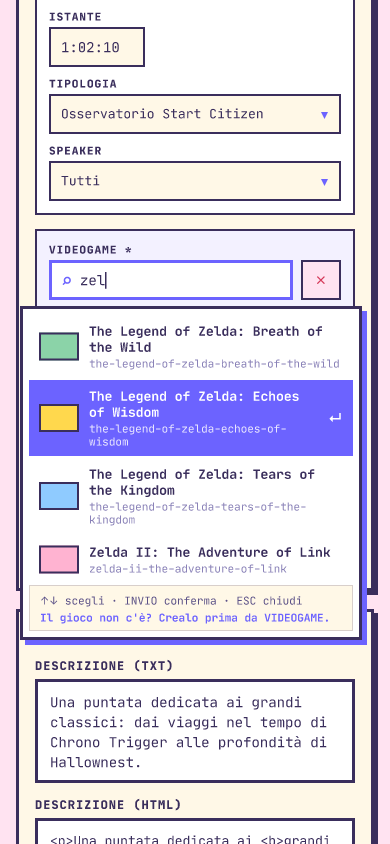 ISTANTE
1:02:10
TIPOLOGIA
Osservatorio Start Citizen ▼
SPEAKER
Tutti ▼
VIDEOGAME *
⌕ zel ×
The Legend of Zelda: Breath of
the Wild
the-legend-of-zelda-breath-of-the-wild
The Legend of Zelda: Echoes
of Wisdom
the-legend-of-zelda-echoes-of-
wisdom
↵
The Legend of Zelda: Tears of
the Kingdom
the-legend-of-zelda-tears-of-the-
kingdom
Zelda II: The Adventure of Link
zelda-ii-the-adventure-of-link
↑↓ scegli · INVIO conferma · ESC chiudi
Il gioco non c'è? Crealo prima da VIDEOGAME.
DESCRIZIONE (TXT)
Una puntata dedicata ai grandi
classici: dai viaggi nel tempo di
Chrono Trigger alle profondità di
Hallownest.
DESCRIZIONE (HTML)
<p>Una puntata dedicata ai <b>grandi